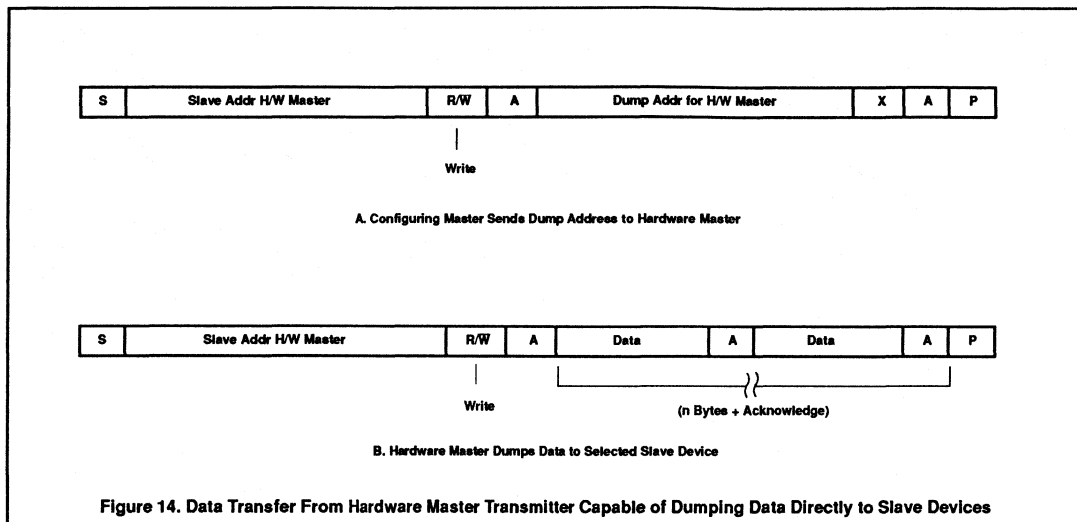 S Slave Addr H/W Master R/W̅ A Dump Addr for H/W Master X A P
Write
A. Configuring Master Sends Dump Address to Hardware Master
S Slave Addr H/W Master R/W̅ A Data A Data A P
Write (n Bytes + Acknowledge)
B. Hardware Master Dumps Data to Selected Slave Device
Figure 14. Data Transfer From Hardware Master Transmitter Capable of Dumping Data Directly to Slave Devices